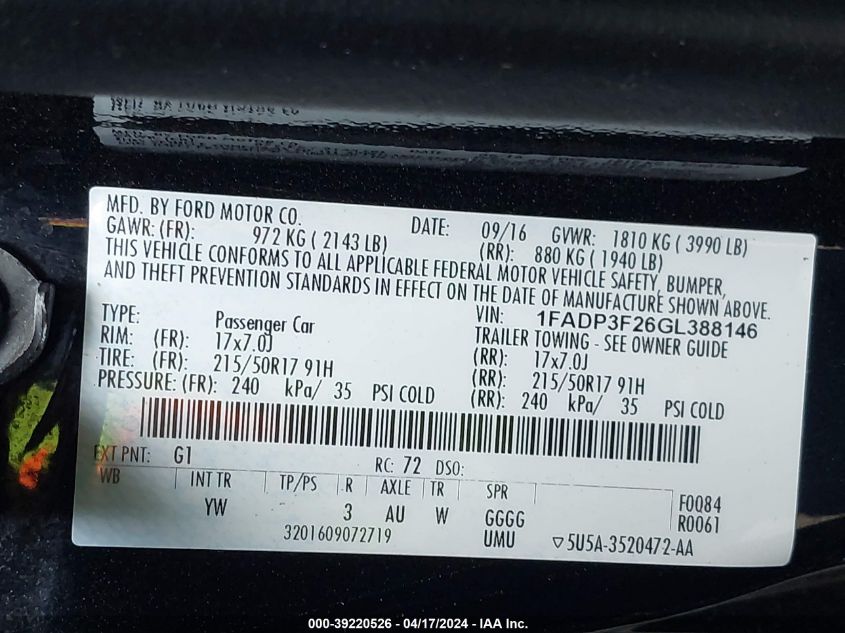 MFD. BY FORD MOTOR CO. DATE: 09/16 GVWR: 1810 KG ( 3990 LB)
GAWR: (FR): 972 KG ( 2143 LB) (RR): 880 KG ( 1940 LB)
THIS VEHICLE CONFORMS TO ALL APPLICABLE FEDERAL MOTOR VEHICLE SAFETY, BUMPER,
AND THEFT PREVENTION STANDARDS IN EFFECT ON THE DATE OF MANUFACTURE SHOWN ABOVE.
VIN: 1FADP3F26GL388146
TYPE: Passenger Car TRAILER TOWING - SEE OWNER GUIDE
RIM: (FR): 17x7.0J (RR): 17x7.0J
TIRE: (FR): 215/50R17 91H (RR): 215/50R17 91H
PRESSURE: (FR): 240 kPa/ 35 PSI COLD (RR): 240 kPa/ 35 PSI COLD
EXT PNT: G1 RC: 72 DSO:
WB INT TR TP/PS R AXLE TR SPR
YW 3 AU W GGGG F0084
3201609072719 UMU R0061
▽5U5A-3520472-AA
000-39220526 - 04/17/2024 - IAA Inc.